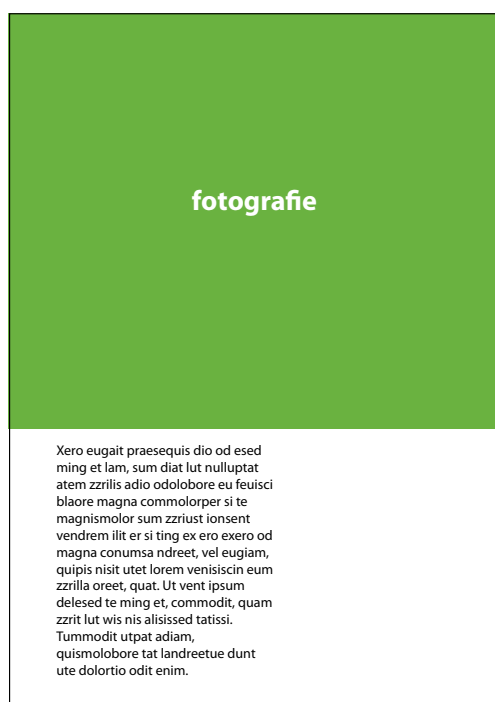 fotografie
Xero eugait praesequis dio od esed
ming et lam, sum diat lut nulluptat
atem zzrilis adio odolobore eu feuisci
blaore magna commolorper si te
magnismolor sum zzriust ionsent
vendrem ilit er si ting ex ero exero od
magna conumsa ndreet, vel eugiam,
quipis nisit utet lorem venisiscin eum
zzrilla oreet, quat. Ut vent ipsum
delesed te ming et, commodit, quam
zzrit lut wis nis alisissed tatissi.
Tummodit utpat adiam,
quismolobore tat landreetue dunt
ute dolortio odit enim.